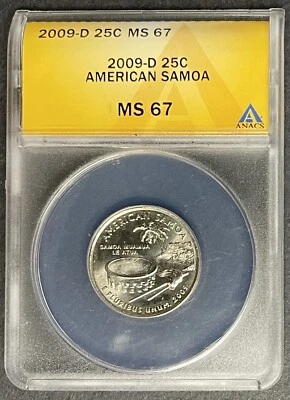 2009-D 25C MS 67
2009-D 25C
AMERICAN SAMOA
MS 67
ANACS
AMERICAN SAMOA
SAMOA MUAMUA
LE ATUA
E PLURIBUS UNUM 2009